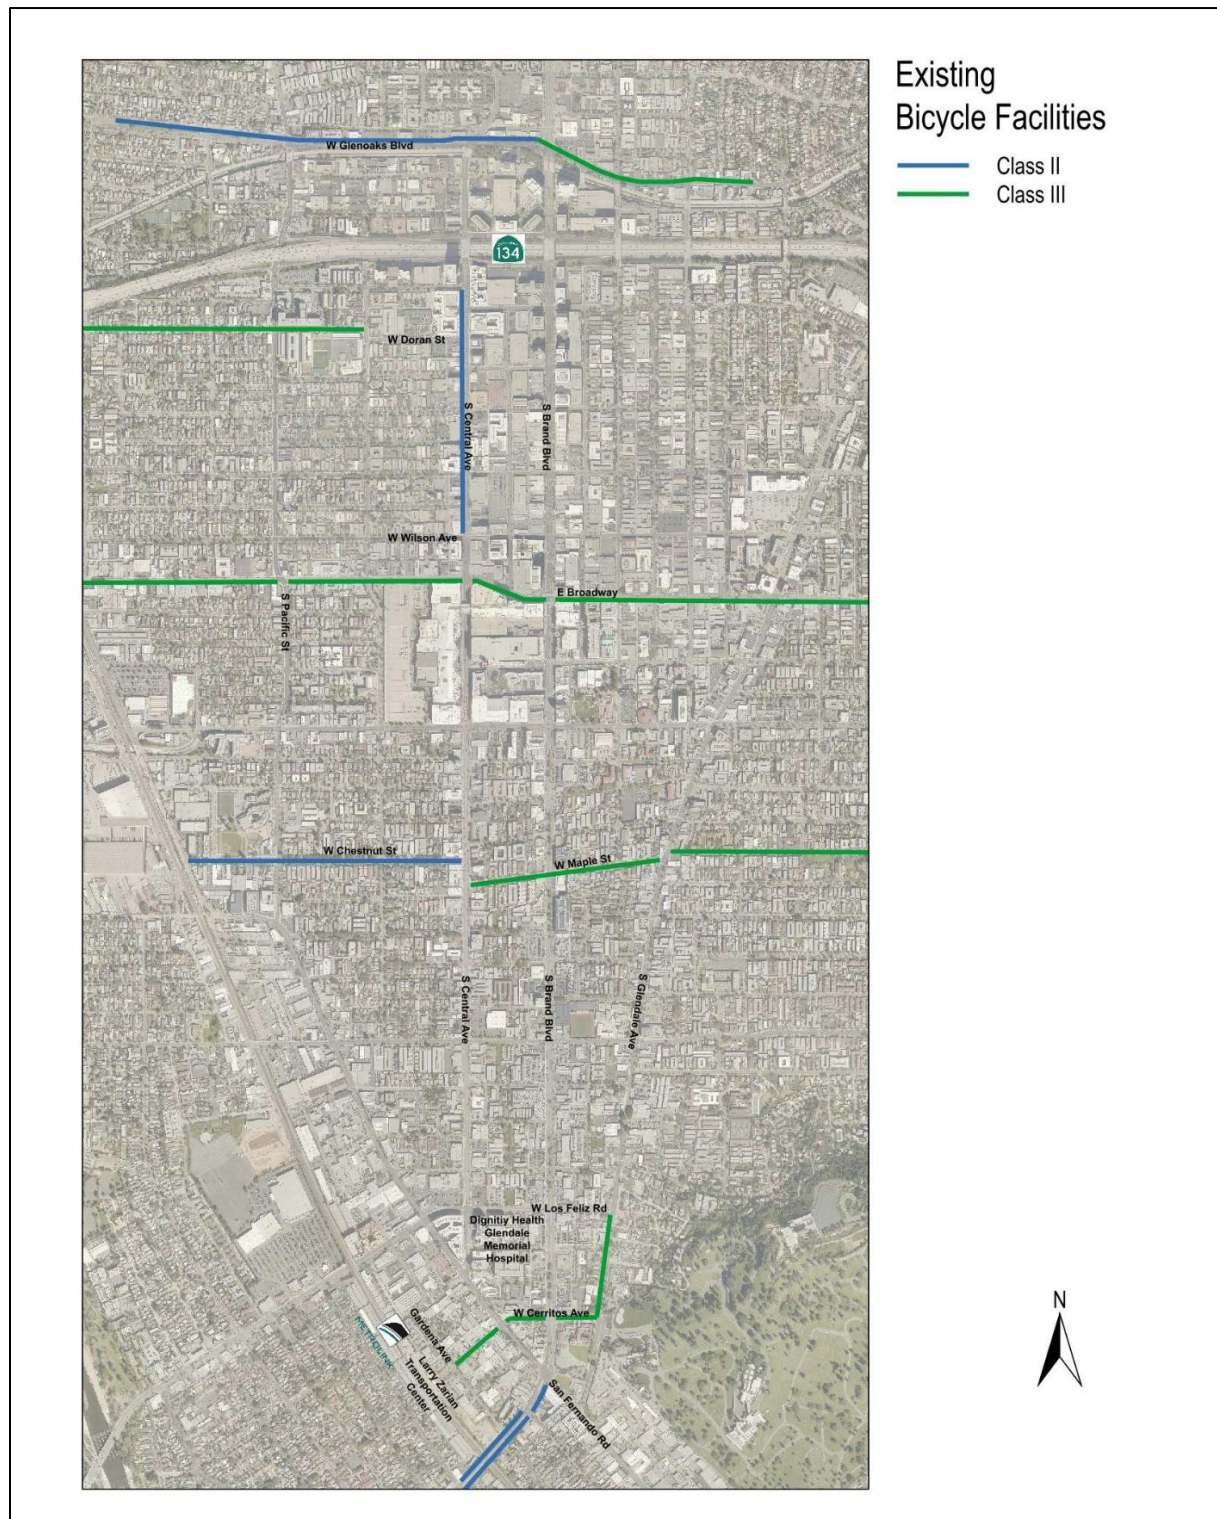 Existing
Bicycle Facilities
Class II
Class III
W Glenoaks Blvd
134
W Doran St
S Central Ave
S Brand Blvd
W Wilson Ave
E Broadway
S Pacific St
W Chestnut St
W Maple St
S Central Ave
S Brand Blvd
S Glendale Ave
W Los Feliz Rd
Dignitiy Health
Glendale
Memorial
Hospital
W Cerritos Ave
Gardena Ave
METROLINK
Larry Zarian
Transportation
Center
San Fernando Rd
N